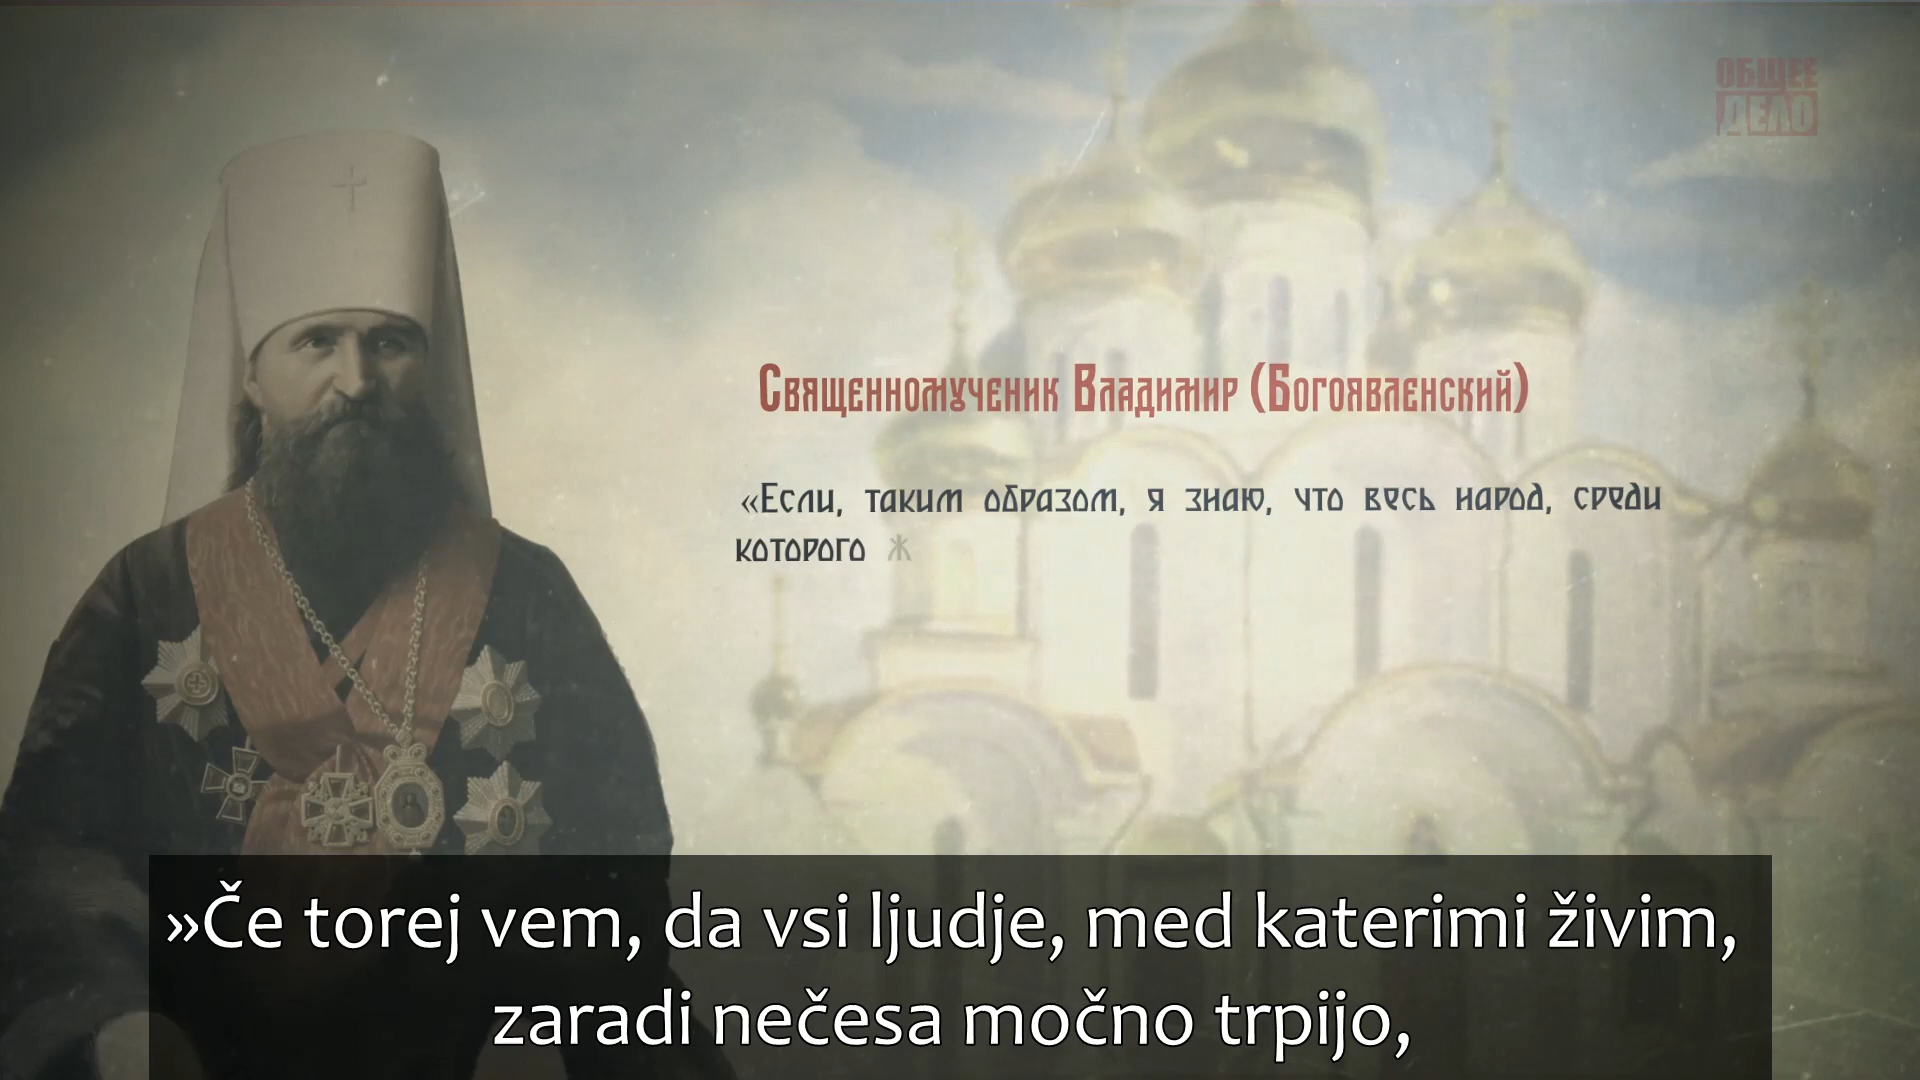 ОБЩЕЕ
ДЕЛО
Священномученик Владимир (Богоявленский)
«Если, таким образом, я знаю, что весь народ, среди
которого ж
»Če torej vem, da vsi ljudje, med katerimi živim,
zaradi nečesa močno trpijo,